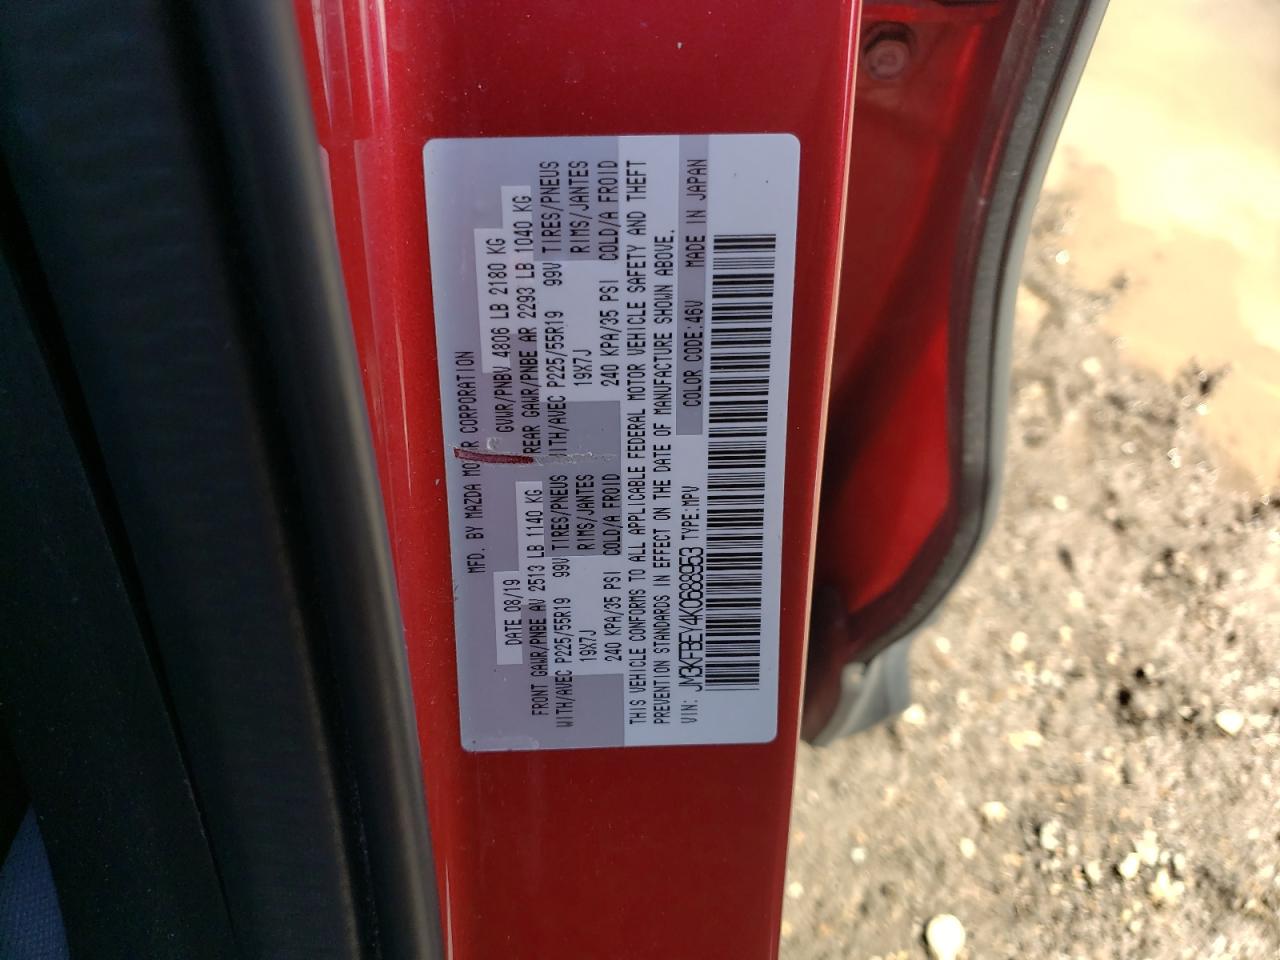 MFD. BY MAZDA MOTOR CORPORATION
DATE 08/19 GVWR/PNBV 4806 LB 2180 KG
FRONT GAWR/PNBE AV 2513 LB 1140 KG REAR GAWR/PNBE AR 2293 LB 1040 KG
WITH/AVEC P225/55R19 99V TIRES/PNEUS WITH/AVEC P225/55R19 99V TIRES/PNEUS
19X7J RIMS/JANTES 19X7J RIMS/JANTES
240 KPA/35 PSI COLD/A FROID 240 KPA/35 PSI COLD/A FROID
THIS VEHICLE CONFORMS TO ALL APPLICABLE FEDERAL MOTOR VEHICLE SAFETY AND THEFT
PREVENTION STANDARDS IN EFFECT ON THE DATE OF MANUFACTURE SHOWN ABOVE.
VIN: JM3KFBEY4K0688953 TYPE:MPV COLOR CODE:46V MADE IN JAPAN